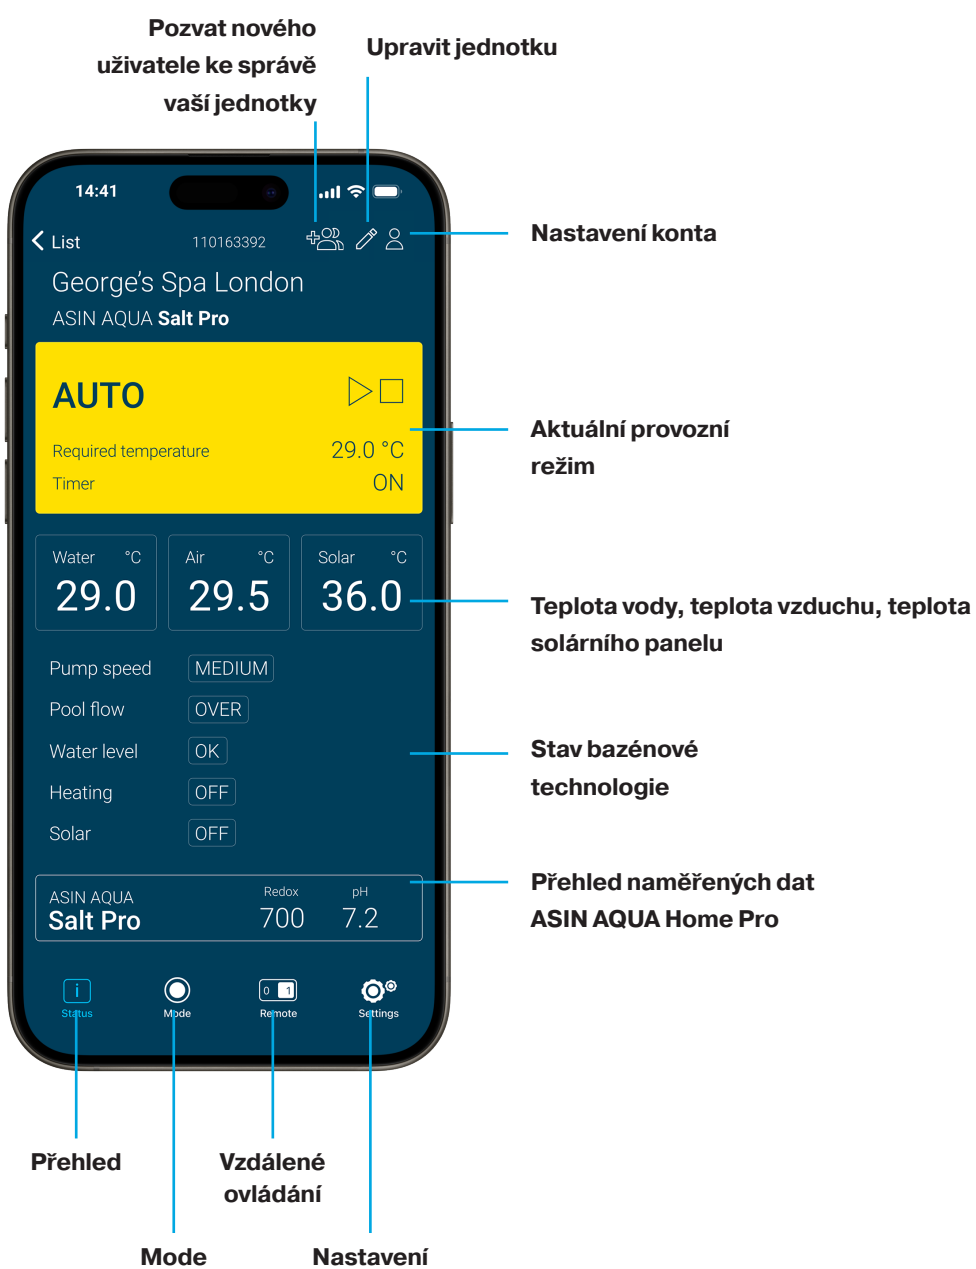 Pozvat nového
uživatele ke správě
vaší jednotky
Upravit jednotku
14:41
List
110163392
Nastavení konta
George's Spa London
ASIN AQUA Salt Pro
AUTO
Required temperature 29.0 °C
Timer ON
Aktuální provozní
režim
Water °C
29.0
Air °C
29.5
Solar °C
36.0
Teplota vody, teplota vzduchu, teplota
solárního panelu
Pump speed MEDIUM
Pool flow OVER
Water level OK
Heating OFF
Solar OFF
Stav bazénové
technologie
ASIN AQUA
Salt Pro
Redox
700
pH
7.2
Přehled naměřených dat
ASIN AQUA Home Pro
i
Status
Mode
0 1
Remote
Settings
Přehled
Vzdálené
ovládání
Mode
Nastavení